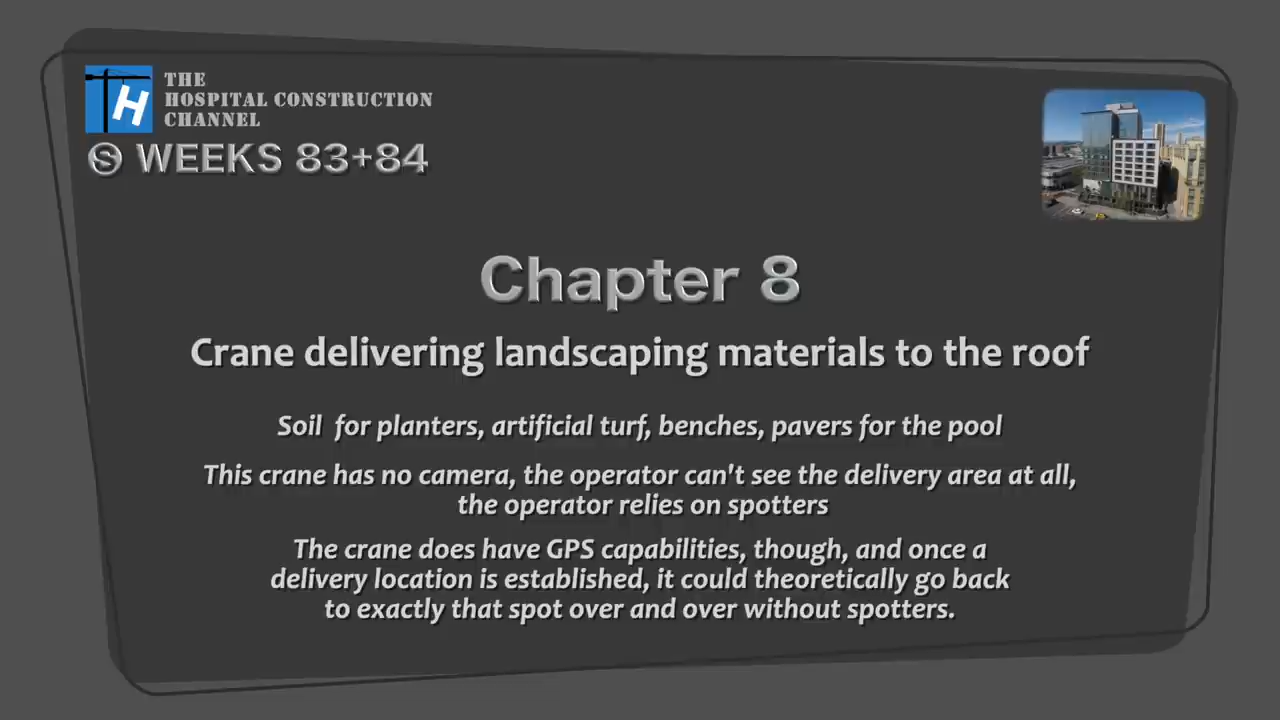 THE
HOSPITAL CONSTRUCTION
CHANNEL
H
S WEEKS 83+84
Chapter 8
Crane delivering landscaping materials to the roof
Soil for planters, artificial turf, benches, pavers for the pool
This crane has no camera, the operator can't see the delivery area at all,
the operator relies on spotters
The crane does have GPS capabilities, though, and once a
delivery location is established, it could theoretically go back
to exactly that spot over and over without spotters.